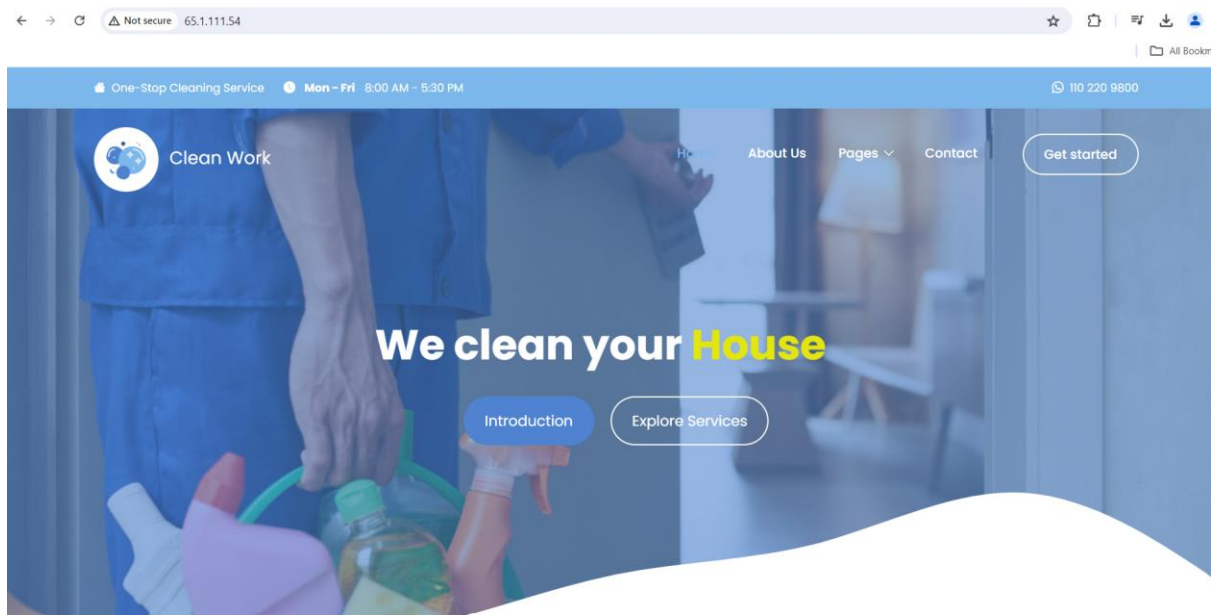 Not secure 65.1.111.54
All Bookm
One-Stop Cleaning Service Mon - Fri 8:00 AM - 5:30 PM 110 220 9800
Clean Work Home About Us Pages Contact Get started
We clean your House
Introduction Explore Services